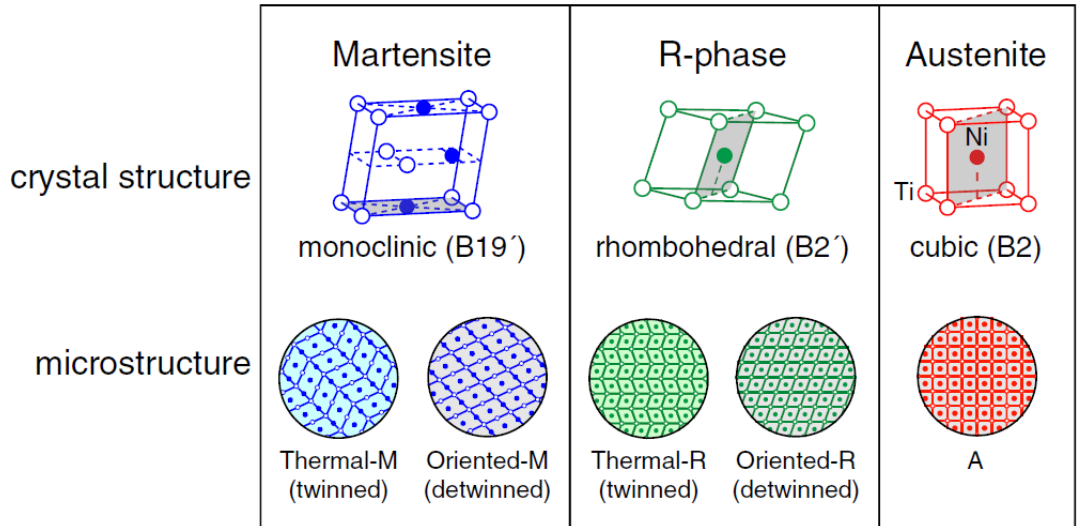 Martensite
R-phase
Austenite
crystal structure
Ni
Ti
monoclinic (B19´)
rhombohedral (B2´)
cubic (B2)
microstructure
Thermal-M
(twinned)
Oriented-M
(detwinned)
Thermal-R
(twinned)
Oriented-R
(detwinned)
A